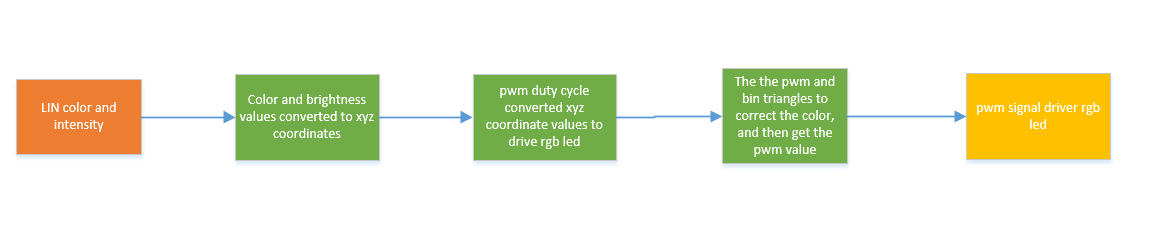 LIN color and
intensity
Color and brightness
values converted to xyz
coordinates
pwm duty cycle
converted xyz
coordinate values to
drive rgb led
The the pwm and
bin triangles to
correct the color,
and then get the
pwm value
pwm signal driver rgb
led